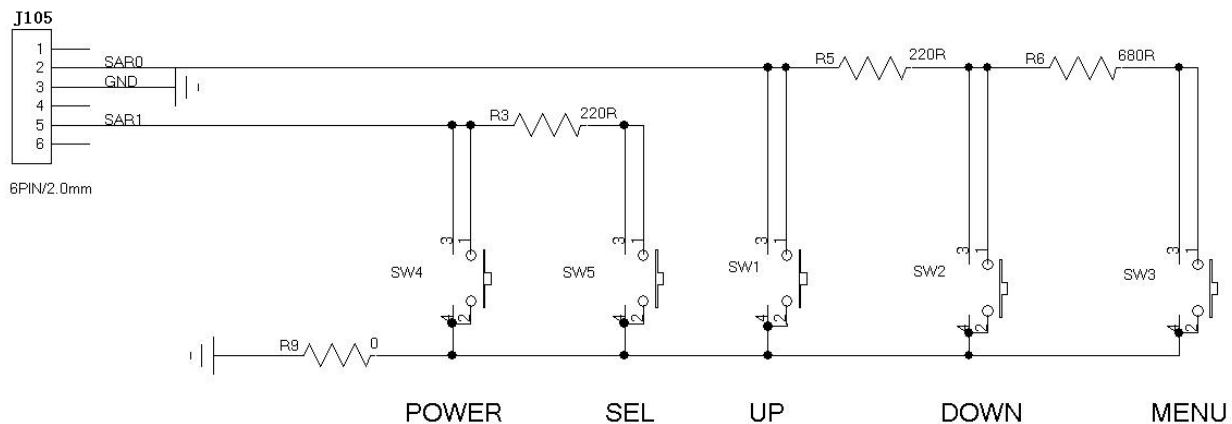 J105
1
2 SAR0
3 GND
4
5 SAR1
6
6PIN/2.0mm
R5 220R R6 680R
R3 220R
3 1 3 1 3 1 3 1 3 1
SW4 SW5 SW1 SW2 SW3
4 2 4 2 4 2 4 2 4 2
R9 0
POWER SEL UP DOWN MENU